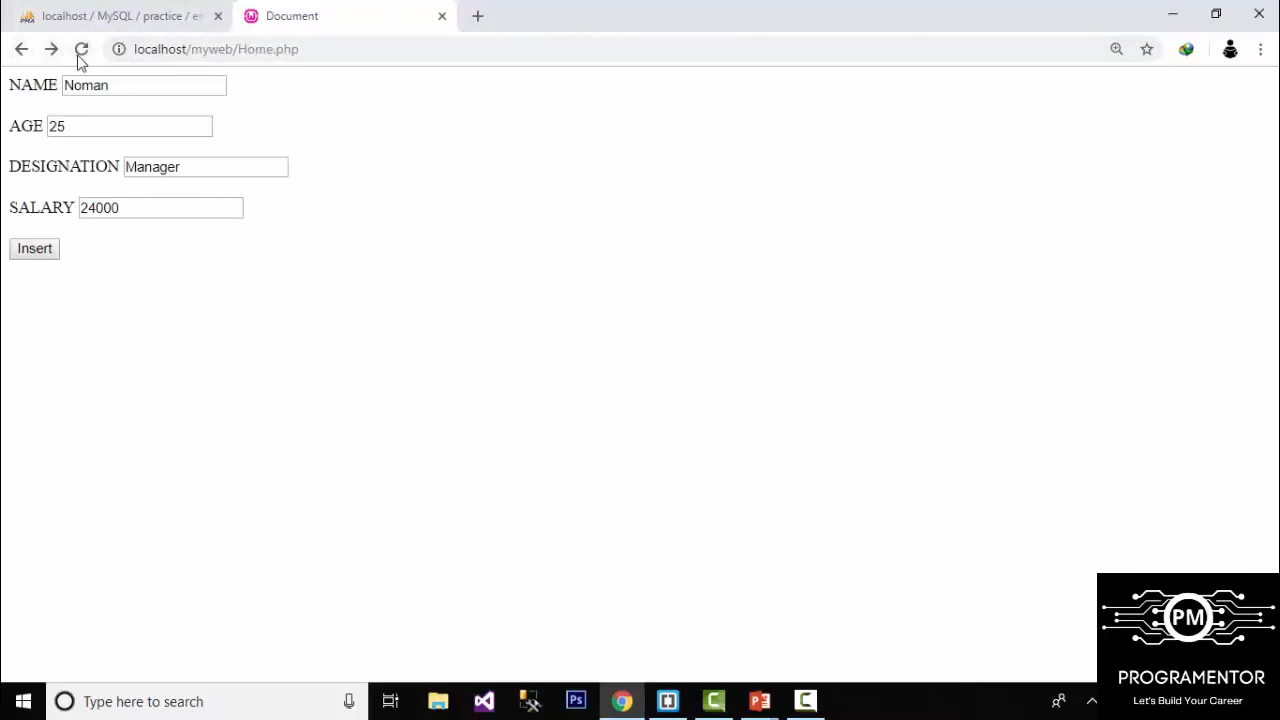 localhost / MySQL / practice / e
Document
localhost/myweb/Home.php
NAME Noman
AGE 25
DESIGNATION Manager
SALARY 24000
Insert
PM
PROGRAMENTOR
Let's Build Your Career
Type here to search
Ps